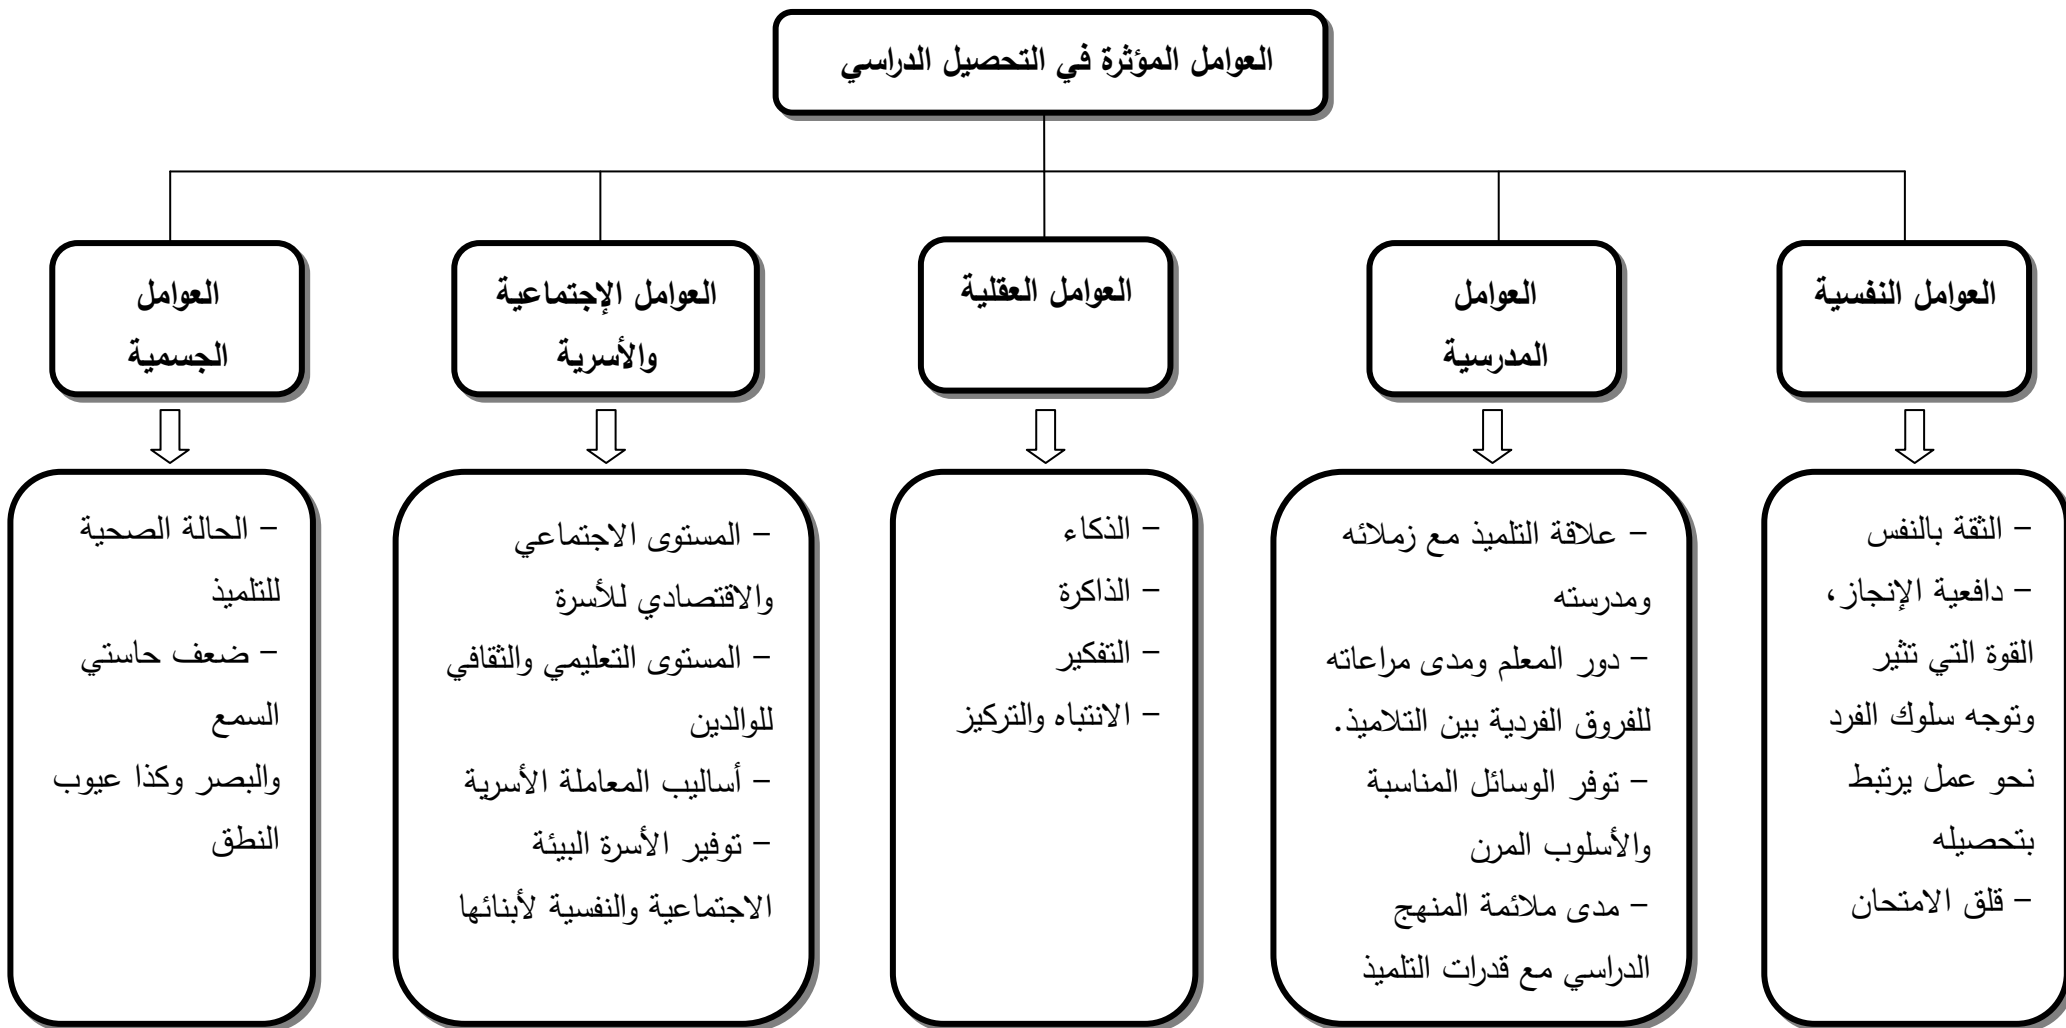 العوامل المؤثرة في التحصيل الدراسي
العوامل النفسية
العوامل
المدرسية
العوامل العقلية
العوامل الإجتماعية
والأسرية
العوامل
الجسمية
- الثقة بالنفس
- دافعية الإنجاز،
القوة التي تثير
وتوجه سلوك الفرد
نحو عمل يرتبط
بتحصيله
- قلق الامتحان
- علاقة التلميذ مع زملائه
ومدرسته
- دور المعلم ومدى مراعاته
للفروق الفردية بين التلاميذ.
- توفر الوسائل المناسبة
والأسلوب المرن
- مدى ملائمة المنهج
الدراسي مع قدرات التلميذ
- الذكاء
- الذاكرة
- التفكير
- الانتباه والتركيز
- المستوى الاجتماعي
والاقتصادي للأسرة
- المستوى التعليمي والثقافي
للوالدين
- أساليب المعاملة الأسرية
- توفير الأسرة البيئة
الاجتماعية والنفسية لأبنائها
- الحالة الصحية
للتلميذ
- ضعف حاستي
السمع
والبصر وكذا عيوب
النطق